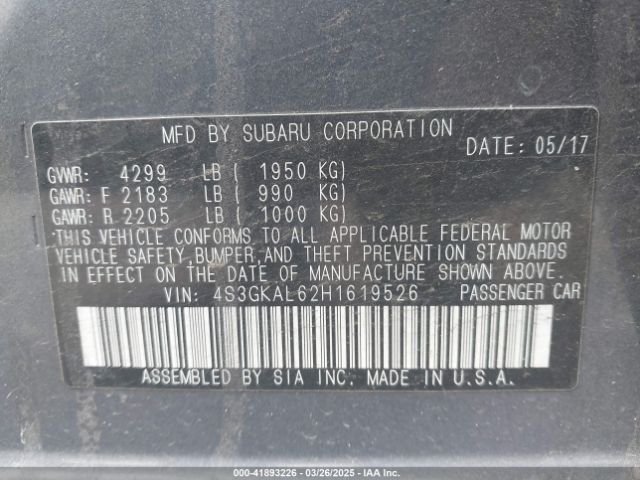 MFD BY SUBARU CORPORATION DATE: 05/17
GVWR: 4299 LB ( 1950 KG)
GAWR: F 2183 LB ( 990 KG)
GAWR: R 2205 LB ( 1000 KG)
THIS VEHICLE CONFORMS TO ALL APPLICABLE FEDERAL MOTOR
VEHICLE SAFETY,BUMPER,AND THEFT PREVENTION STANDARDS
IN EFFECT ON THE DATE OF MANUFACTURE SHOWN ABOVE.
VIN: 4S3GKAL62H1619526 PASSENGER CAR
ASSEMBLED BY SIA INC. MADE IN U.S.A.
000-41893226 - 03/26/2025 - IAA Inc.